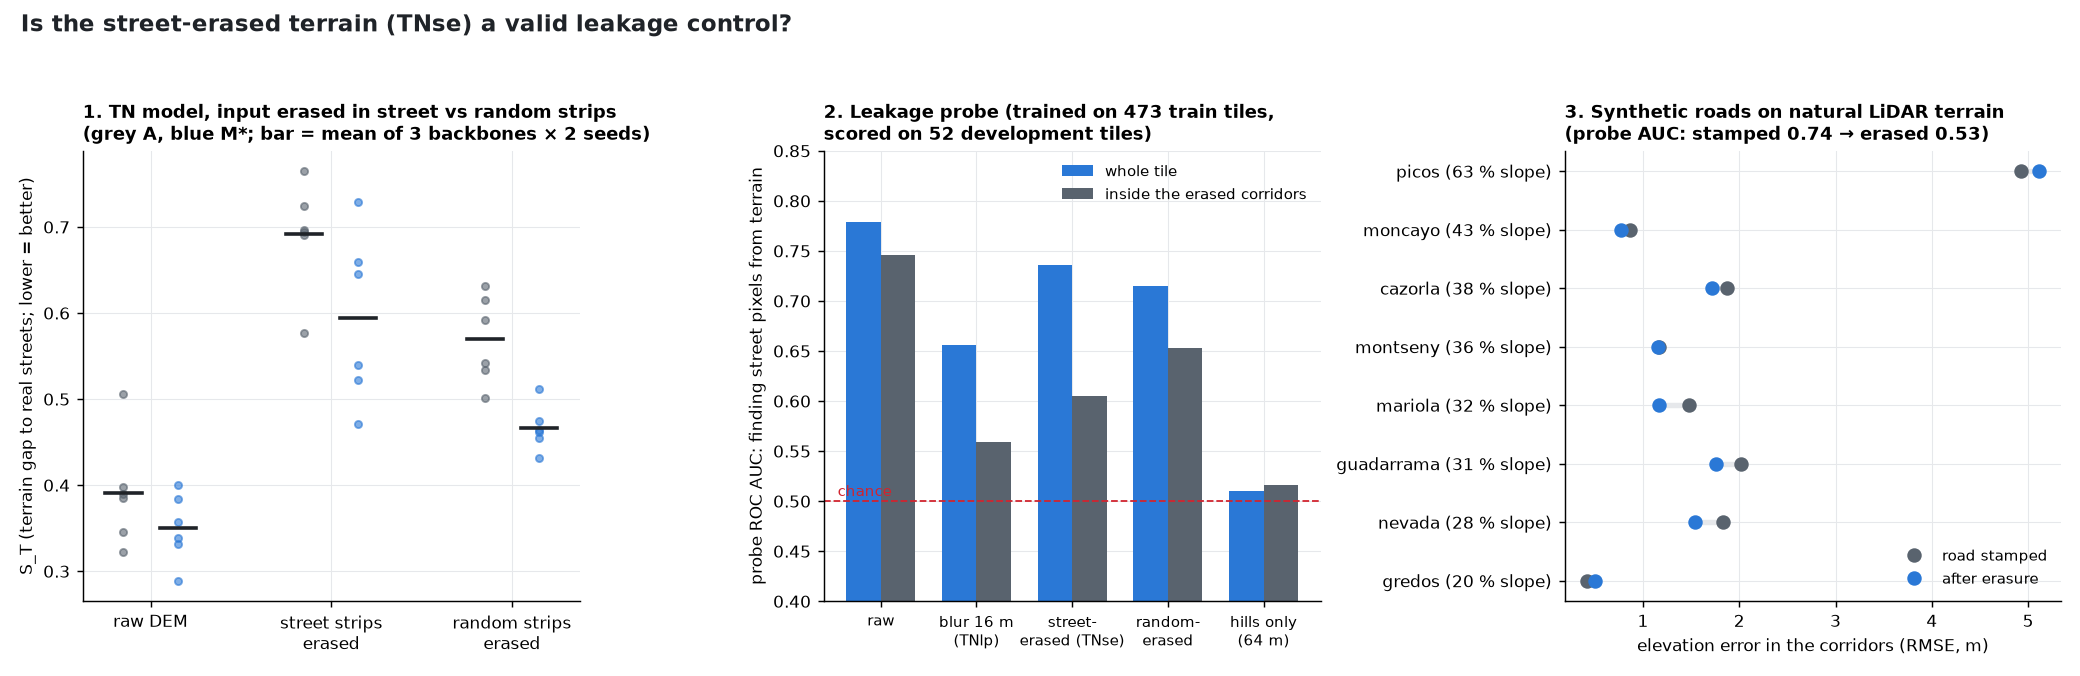 Is the street-erased terrain (TNse) a valid leakage control?
1. TN model, input erased in street vs random strips
(grey A, blue M*; bar = mean of 3 backbones × 2 seeds)
S_T (terrain gap to real streets; lower = better)
0.7
0.6
0.5
0.4
0.3
raw DEM
street strips
erased
random strips
erased
2. Leakage probe (trained on 473 train tiles,
scored on 52 development tiles)
probe ROC AUC: finding street pixels from terrain
0.85
0.80
0.75
0.70
0.65
0.60
0.55
0.50
0.45
0.40
whole tile
inside the erased corridors
chance
raw
blur 16 m
(TNlp)
street-
erased (TNse)
random-
erased
hills only
(64 m)
3. Synthetic roads on natural LiDAR terrain
(probe AUC: stamped 0.74 → erased 0.53)
picos (63 % slope)
moncayo (43 % slope)
cazorla (38 % slope)
montseny (36 % slope)
mariola (32 % slope)
guadarrama (31 % slope)
nevada (28 % slope)
gredos (20 % slope)
road stamped
after erasure
1
2
3
4
5
elevation error in the corridors (RMSE, m)